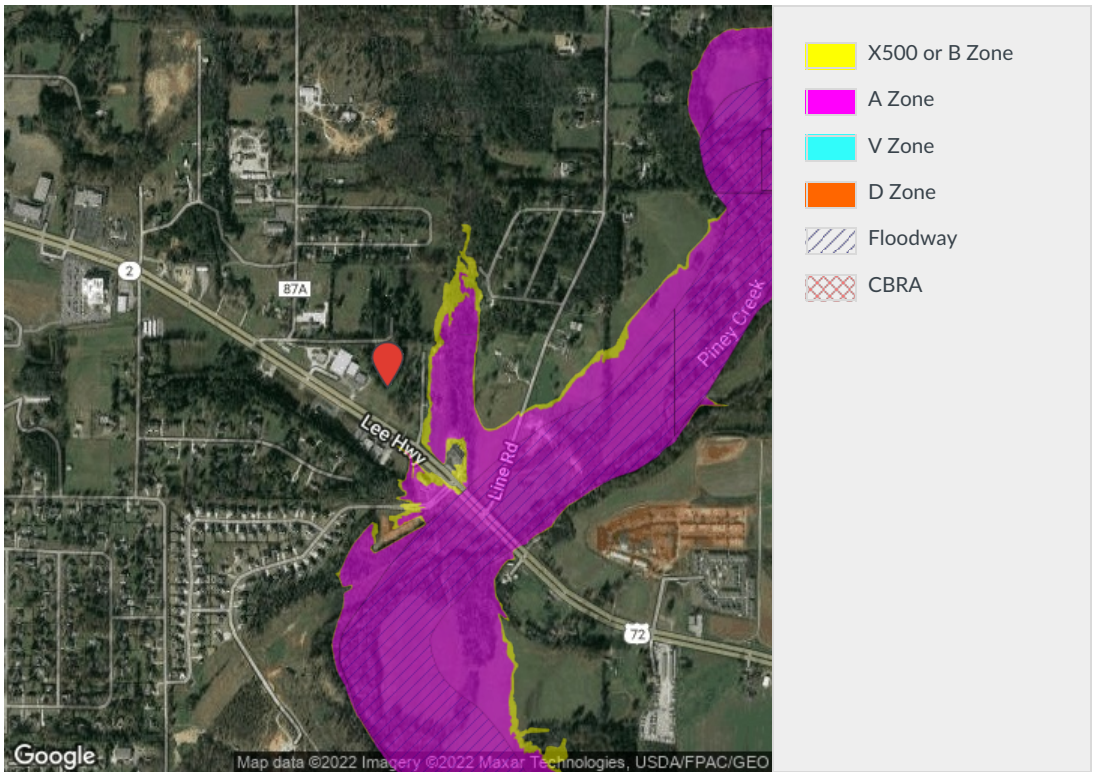 X500 or B Zone
A Zone
V Zone
D Zone
Floodway
CBRA
2
87A
Piney Creek
Lee Hwy
Line Rd
72
Google
Map data ©2022 Imagery ©2022 Maxar Technologies, USDA/FPAC/GEO